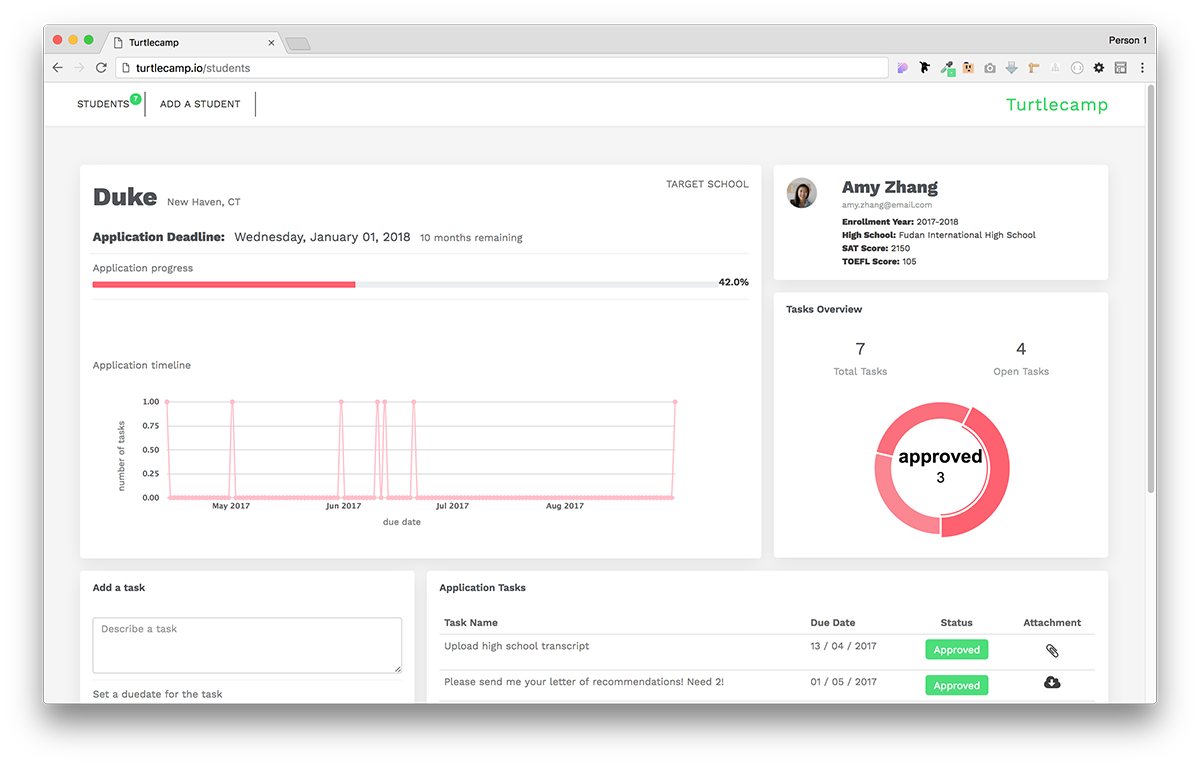 Turtlecamp
Person 1
turtlecamp.io/students
STUDENTS 7
ADD A STUDENT
Turtlecamp
Duke New Haven, CT
TARGET SCHOOL
Application Deadline: Wednesday, January 01, 2018 10 months remaining
Application progress
42.0%
Application timeline
1.00
0.75
0.50
0.25
0.00
number of tasks
May 2017 Jun 2017 Jul 2017 Aug 2017
due date
Amy Zhang
amy.zhang@email.com
Enrollment Year: 2017-2018
High School: Fudan International High School
SAT Score: 2150
TOEFL Score: 105
Tasks Overview
7 4
Total Tasks Open Tasks
approved
3
Add a task
Describe a task
Set a duedate for the task
Application Tasks
Task Name Due Date Status Attachment
Upload high school transcript 13 / 04 / 2017 Approved
Please send me your letter of recommendations! Need 2! 01 / 05 / 2017 Approved